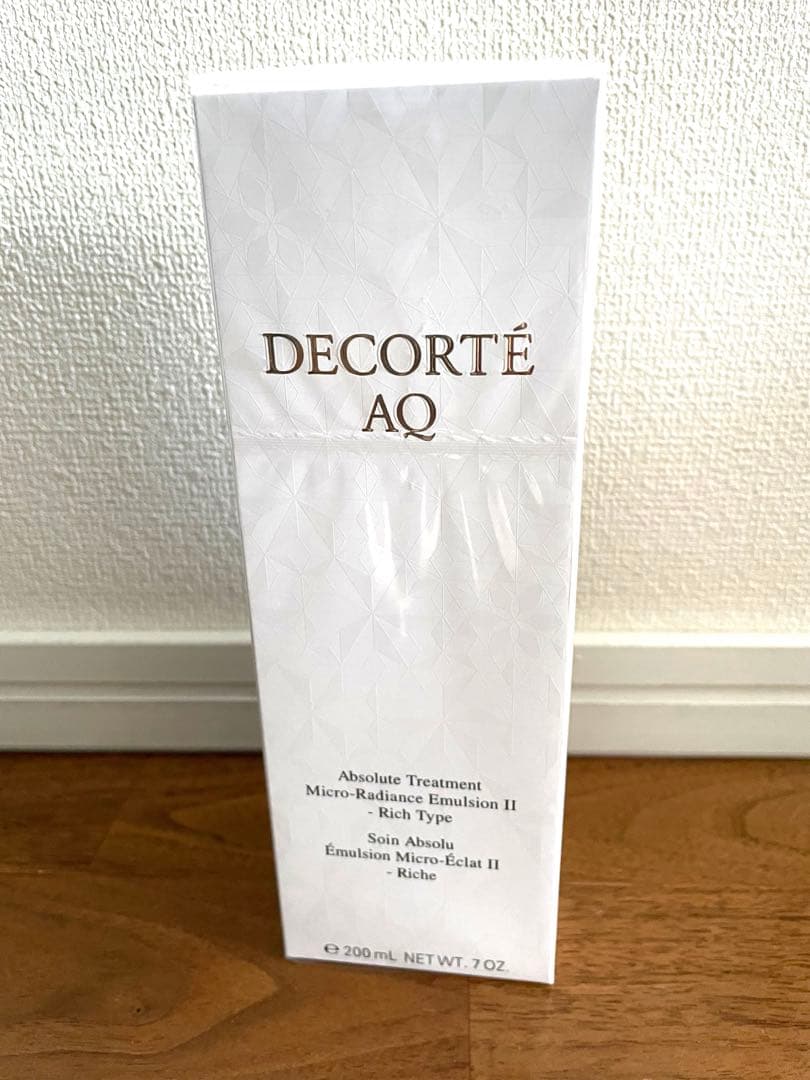 DECORTÉ
AQ
Absolute Treatment
Micro-Radiance Emulsion II
- Rich Type
Soin Absolu
Émulsion Micro-Éclat II
- Riche
℮ 200 mL NET WT. 7 OZ.